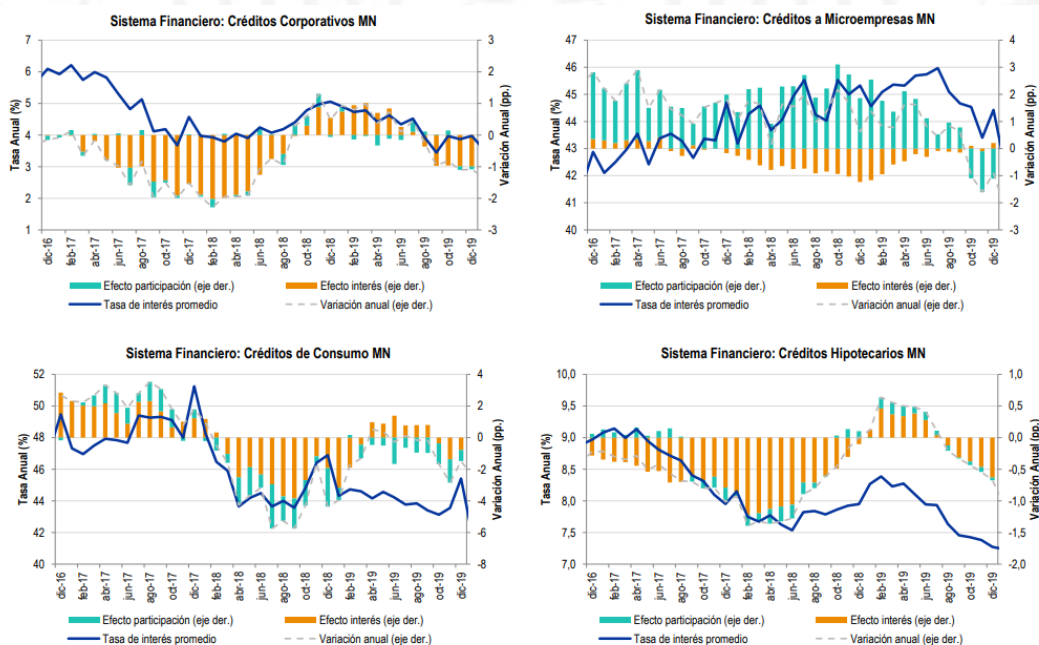 Sistema Financiero: Créditos Corporativos MN
Tasa Anual (%)
7
6
5
4
3
2
1
3
2
1
0
-1
-2
-3
Variación Anual (pp.)
dic-16
feb-17
abr-17
jun-17
ago-17
oct-17
dic-17
feb-18
abr-18
jun-18
ago-18
oct-18
dic-18
feb-19
abr-19
jun-19
ago-19
oct-19
dic-19
Efecto participación (eje der.)
Efecto interés (eje der.)
Tasa de interés promedio
Variación anual (eje der.)
Sistema Financiero: Créditos a Microempresas MN
Tasa Anual (%)
47
46
45
44
43
42
41
40
4
3
2
1
0
-1
-2
-3
Variación Anual (pp.)
dic-16
feb-17
abr-17
jun-17
ago-17
oct-17
dic-17
feb-18
abr-18
jun-18
ago-18
oct-18
dic-18
feb-19
abr-19
jun-19
ago-19
oct-19
dic-19
Efecto participación (eje der.)
Efecto interés (eje der.)
Tasa de interés promedio
Variación anual (eje der.)
Sistema Financiero: Créditos de Consumo MN
Tasa Anual (%)
52
50
48
46
44
42
40
4
2
0
-2
-4
-6
-8
Variación Anual (pp.)
dic-16
feb-17
abr-17
jun-17
ago-17
oct-17
dic-17
feb-18
abr-18
jun-18
ago-18
oct-18
dic-18
feb-19
abr-19
jun-19
ago-19
oct-19
dic-19
Efecto participación (eje der.)
Efecto interés (eje der.)
Tasa de interés promedio
Variación anual (eje der.)
Sistema Financiero: Créditos Hipotecarios MN
Tasa Anual (%)
10,0
9,5
9,0
8,5
8,0
7,5
7,0
1,0
0,5
0,0
-0,5
-1,0
-1,5
-2,0
Variación Anual (pp.)
dic-16
feb-17
abr-17
jun-17
ago-17
oct-17
dic-17
feb-18
abr-18
jun-18
ago-18
oct-18
dic-18
feb-19
abr-19
jun-19
ago-19
oct-19
dic-19
Efecto participación (eje der.)
Efecto interés (eje der.)
Tasa de interés promedio
Variación anual (eje der.)